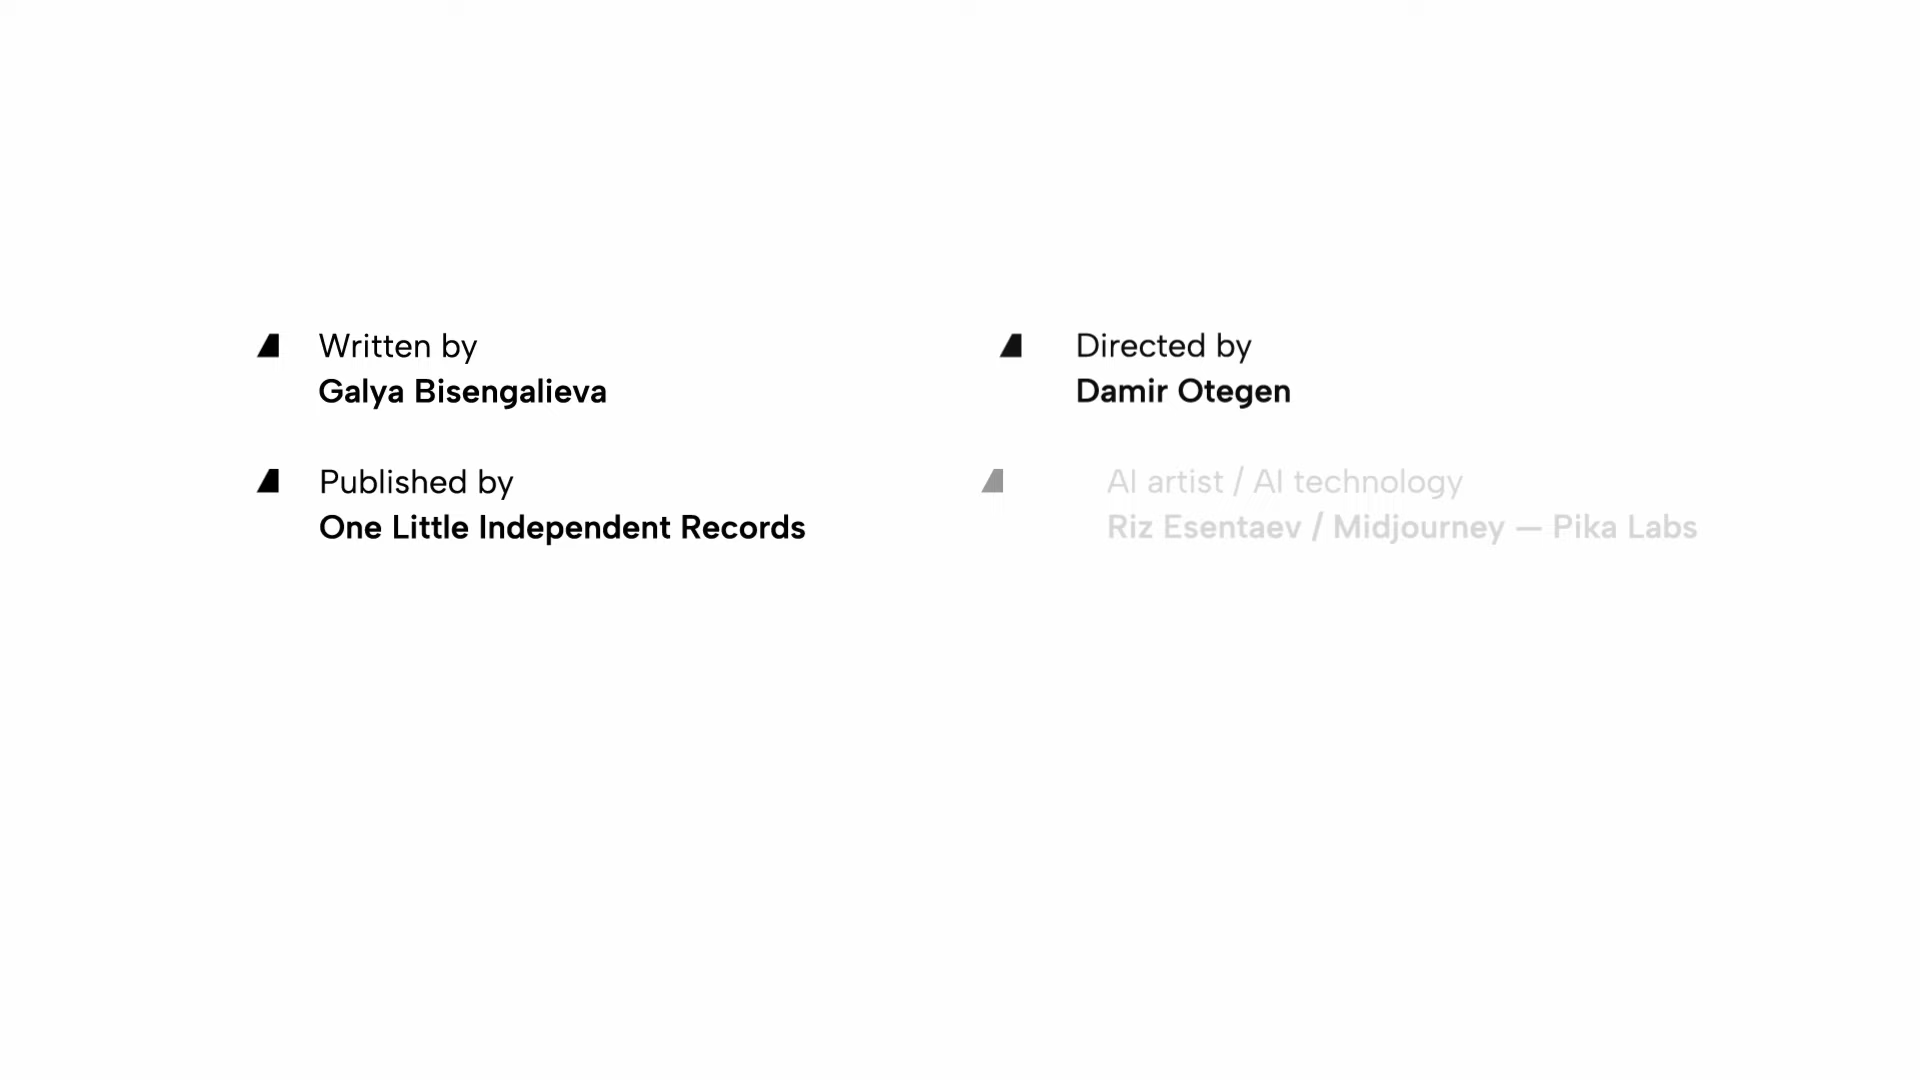 Written by
Galya Bisengalieva
Published by
One Little Independent Records
Directed by
Damir Otegen
AI artist / AI technology
Riz Esentaev / Midjourney — Pika Labs